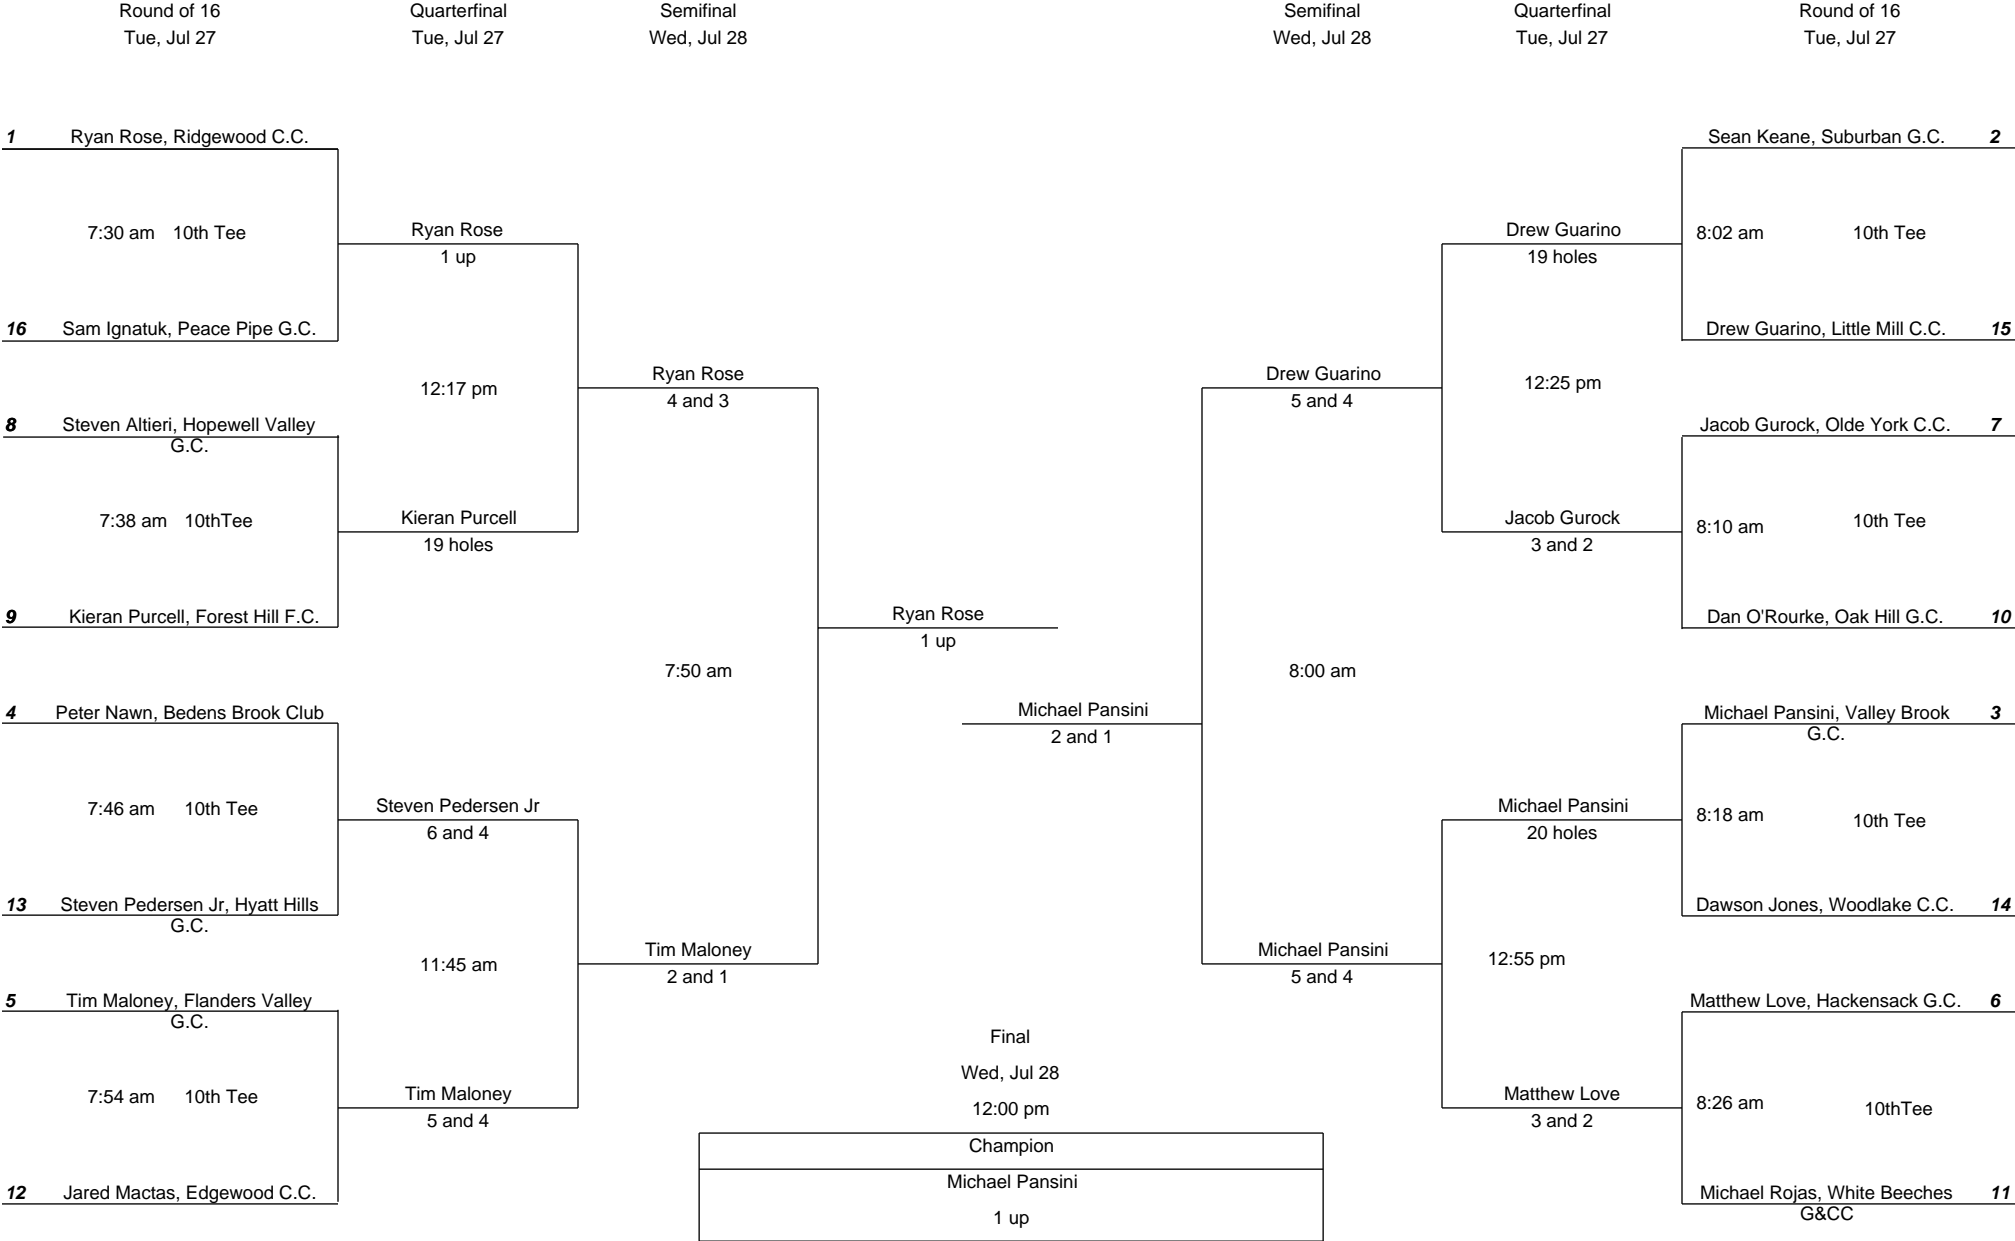 Round of 16
Tue, Jul 27
Quarterfinal
Tue, Jul 27
Semifinal
Wed, Jul 28
Semifinal
Wed, Jul 28
Quarterfinal
Tue, Jul 27
Round of 16
Tue, Jul 27
1 Ryan Rose, Ridgewood C.C.
7:30 am 10th Tee
16 Sam Ignatuk, Peace Pipe G.C.
8 Steven Altieri, Hopewell Valley
G.C.
7:38 am 10thTee
9 Kieran Purcell, Forest Hill F.C.
4 Peter Nawn, Bedens Brook Club
7:46 am 10th Tee
13 Steven Pedersen Jr, Hyatt Hills
G.C.
5 Tim Maloney, Flanders Valley
G.C.
7:54 am 10th Tee
12 Jared Mactas, Edgewood C.C.
Ryan Rose
1 up
12:17 pm
Kieran Purcell
19 holes
Steven Pedersen Jr
6 and 4
11:45 am
Tim Maloney
5 and 4
Ryan Rose
4 and 3
7:50 am
Tim Maloney
2 and 1
Ryan Rose
1 up
Michael Pansini
2 and 1
Final
Wed, Jul 28
12:00 pm
Champion
Michael Pansini
1 up
Drew Guarino
5 and 4
8:00 am
Michael Pansini
5 and 4
Drew Guarino
19 holes
12:25 pm
Jacob Gurock
3 and 2
Michael Pansini
20 holes
12:55 pm
Matthew Love
3 and 2
Sean Keane, Suburban G.C. 2
8:02 am 10th Tee
Drew Guarino, Little Mill C.C. 15
Jacob Gurock, Olde York C.C. 7
8:10 am 10th Tee
Dan O'Rourke, Oak Hill G.C. 10
Michael Pansini, Valley Brook 3
G.C.
8:18 am 10th Tee
Dawson Jones, Woodlake C.C. 14
Matthew Love, Hackensack G.C. 6
8:26 am 10thTee
Michael Rojas, White Beeches 11
G&CC